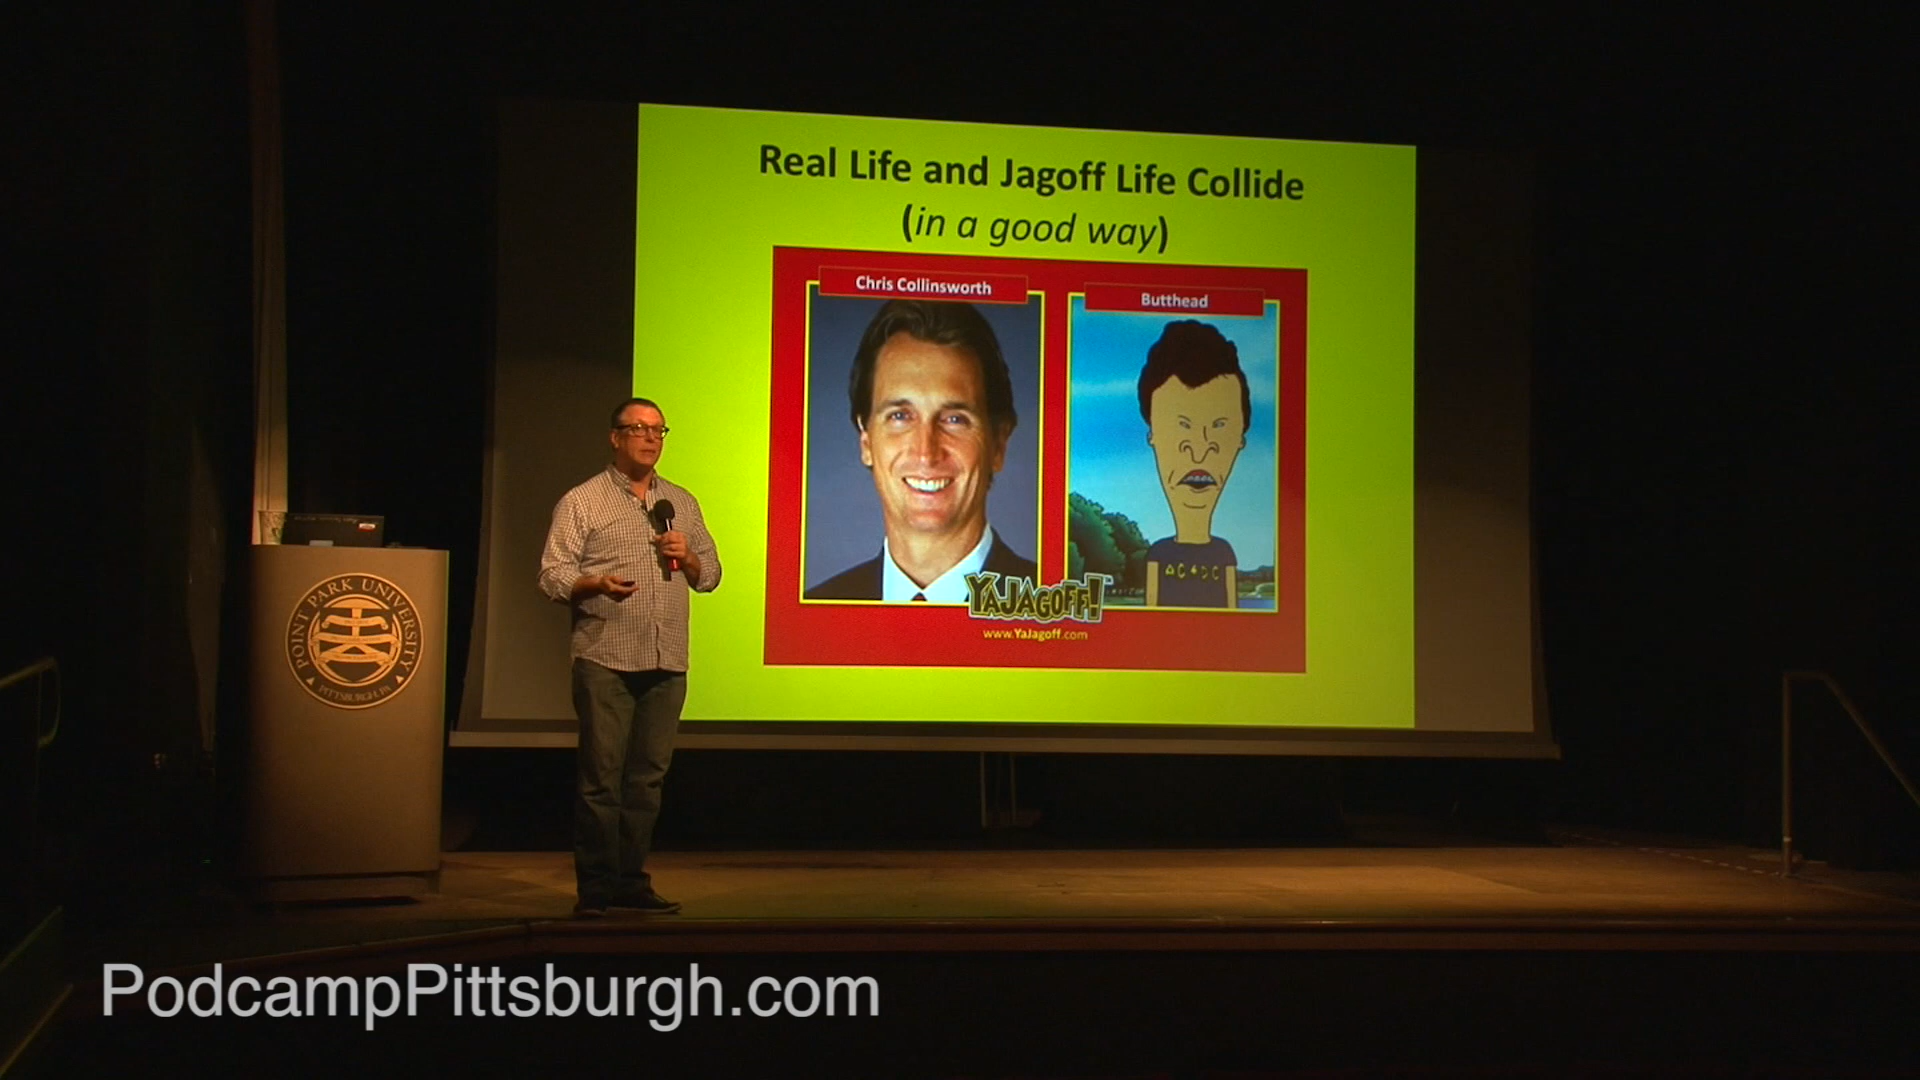 Real Life and Jagoff Life Collide
(in a good way)
Chris Collinsworth
Butthead
AC⚡DC
YAJAGOFF!
www.YaJagoff.com
POINT PARK UNIVERSITY
PITTSBURGH, PA
PodcampPittsburgh.com